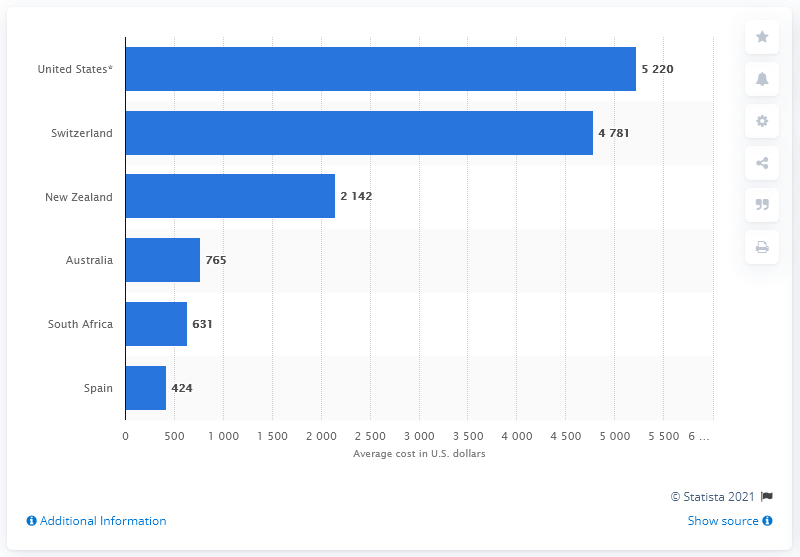 United States* 5 220
Switzerland 4 781
New Zealand 2 142
Australia 765
South Africa 631
Spain 424
0 500 1 000 1 500 2 000 2 500 3 000 3 500 4 000 4 500 5 000 5 500 6 ...
Average cost in U.S. dollars
© Statista 2021
Additional Information Show source